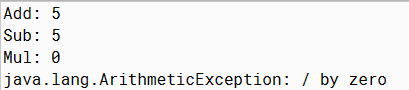 Add: 5
Sub: 5
Mul: 0
java.lang.ArithmeticException: / by zero